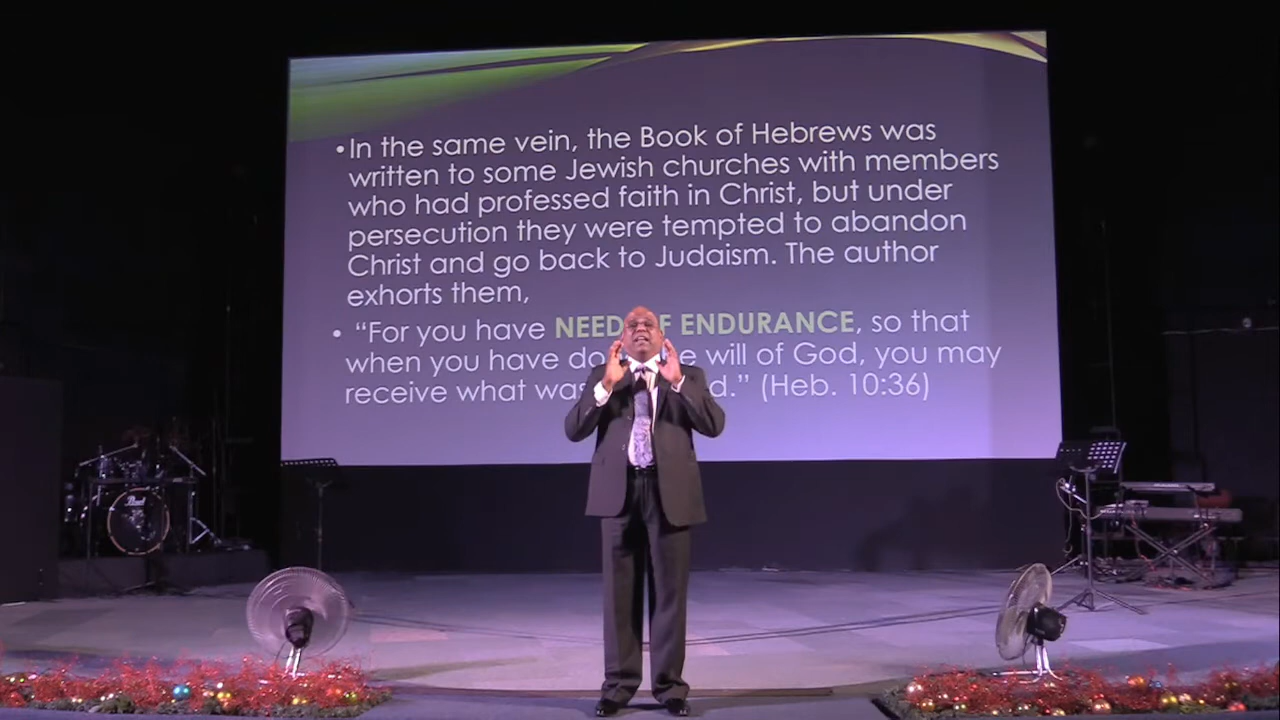 •In the same vein, the Book of Hebrews was
written to some Jewish churches with members
who had professed faith in Christ, but under
persecution they were tempted to abandon
Christ and go back to Judaism. The author
exhorts them,
• “For you have NEED OF ENDURANCE, so that
when you have do will of God, you may
receive what was d.” (Heb. 10:36)
Pearl